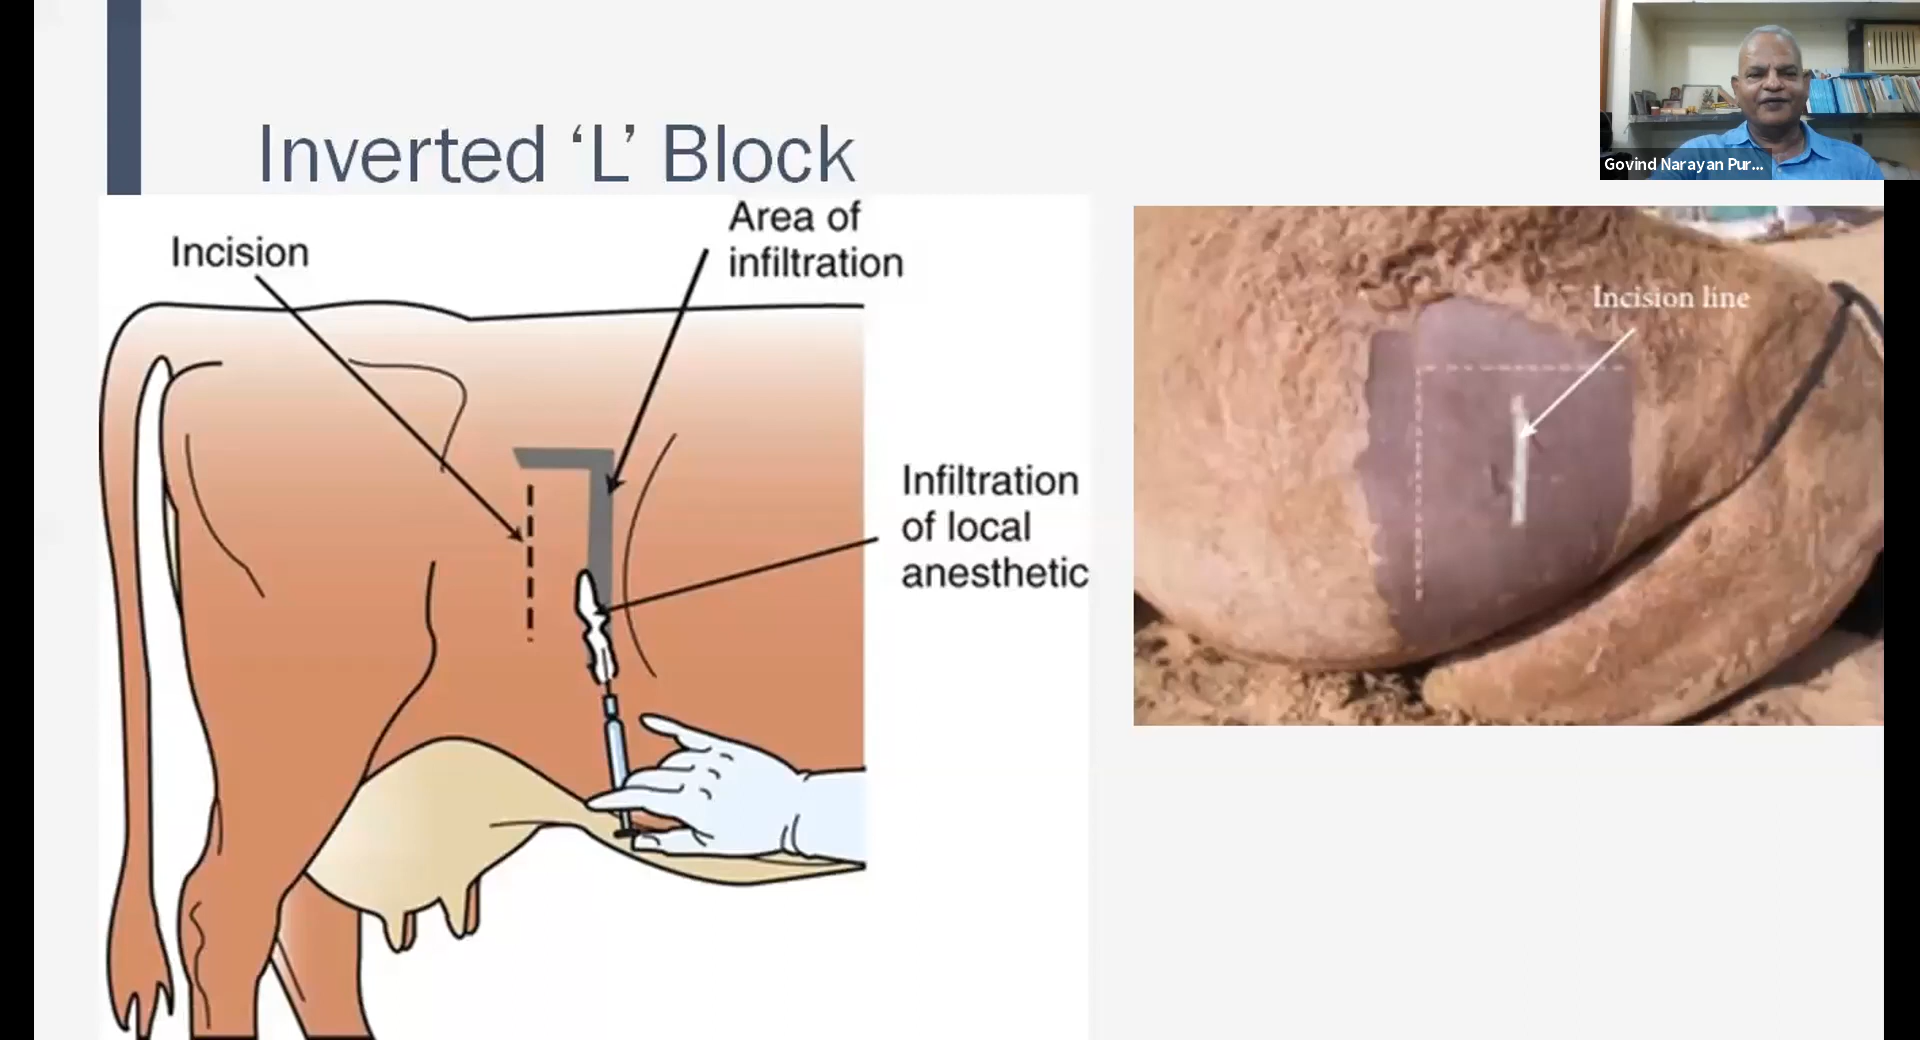 Inverted ‘L’ Block
Govind Narayan Pur...
Incision
Area of
infiltration
Infiltration
of local
anesthetic
Incision line